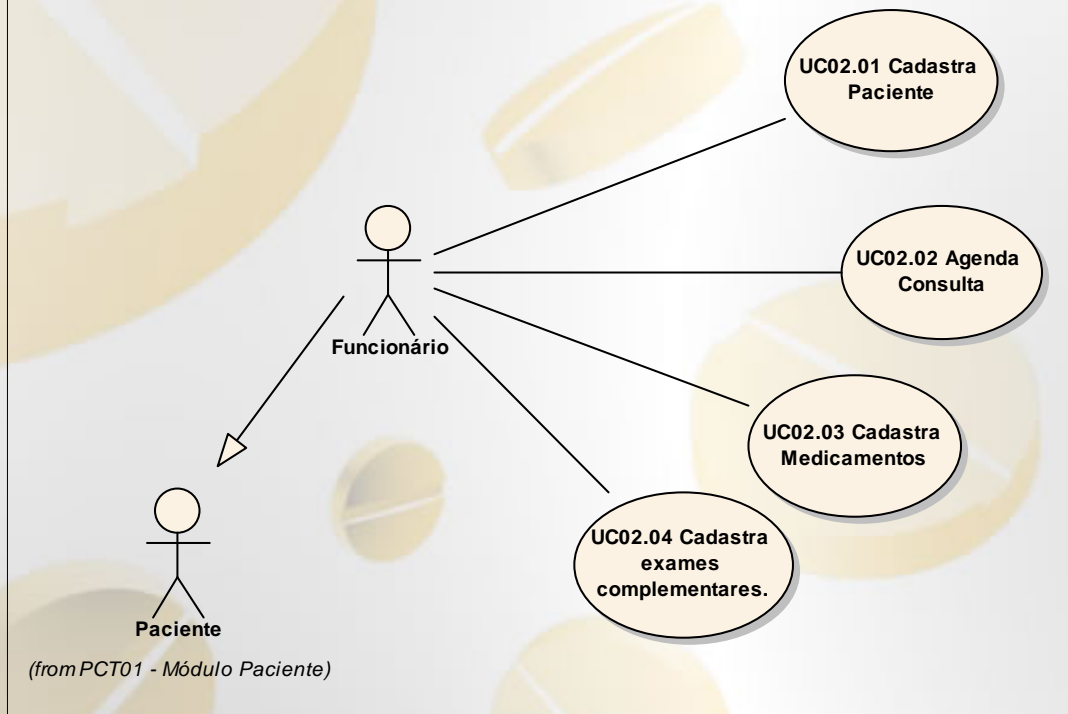 UC02.01 Cadastra
Paciente
UC02.02 Agenda
Consulta
Funcionário
UC02.03 Cadastra
Medicamentos
UC02.04 Cadastra
exames
complementares.
Paciente
(from PCT01 - Módulo Paciente)